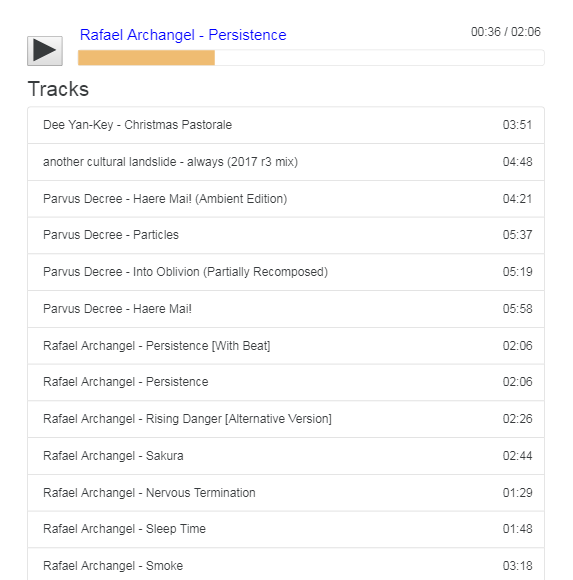 Rafael Archangel - Persistence 00:36 / 02:06
Tracks
Dee Yan-Key - Christmas Pastorale 03:51
another cultural landslide - always (2017 r3 mix) 04:48
Parvus Decree - Haere Mai! (Ambient Edition) 04:21
Parvus Decree - Particles 05:37
Parvus Decree - Into Oblivion (Partially Recomposed) 05:19
Parvus Decree - Haere Mai! 05:58
Rafael Archangel - Persistence [With Beat] 02:06
Rafael Archangel - Persistence 02:06
Rafael Archangel - Rising Danger [Alternative Version] 02:26
Rafael Archangel - Sakura 02:44
Rafael Archangel - Nervous Termination 01:29
Rafael Archangel - Sleep Time 01:48
Rafael Archangel - Smoke 03:18